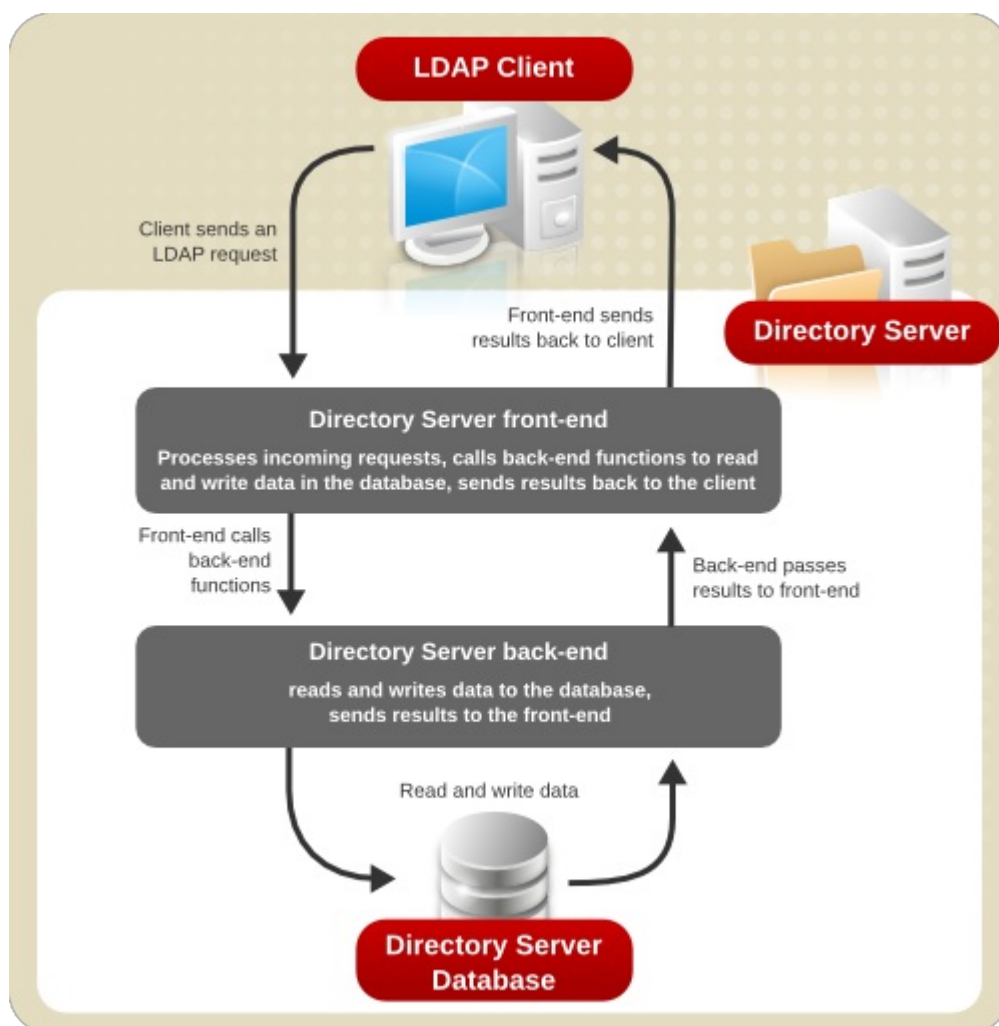 LDAP Client
Client sends an
LDAP request
Front-end sends
results back to client
Directory Server
Directory Server front-end
Processes incoming requests, calls back-end functions to read
and write data in the database, sends results back to the client
Front-end calls
back-end
functions
Back-end passes
results to front-end
Directory Server back-end
reads and writes data to the database,
sends results to the front-end
Read and write data
Directory Server
Database